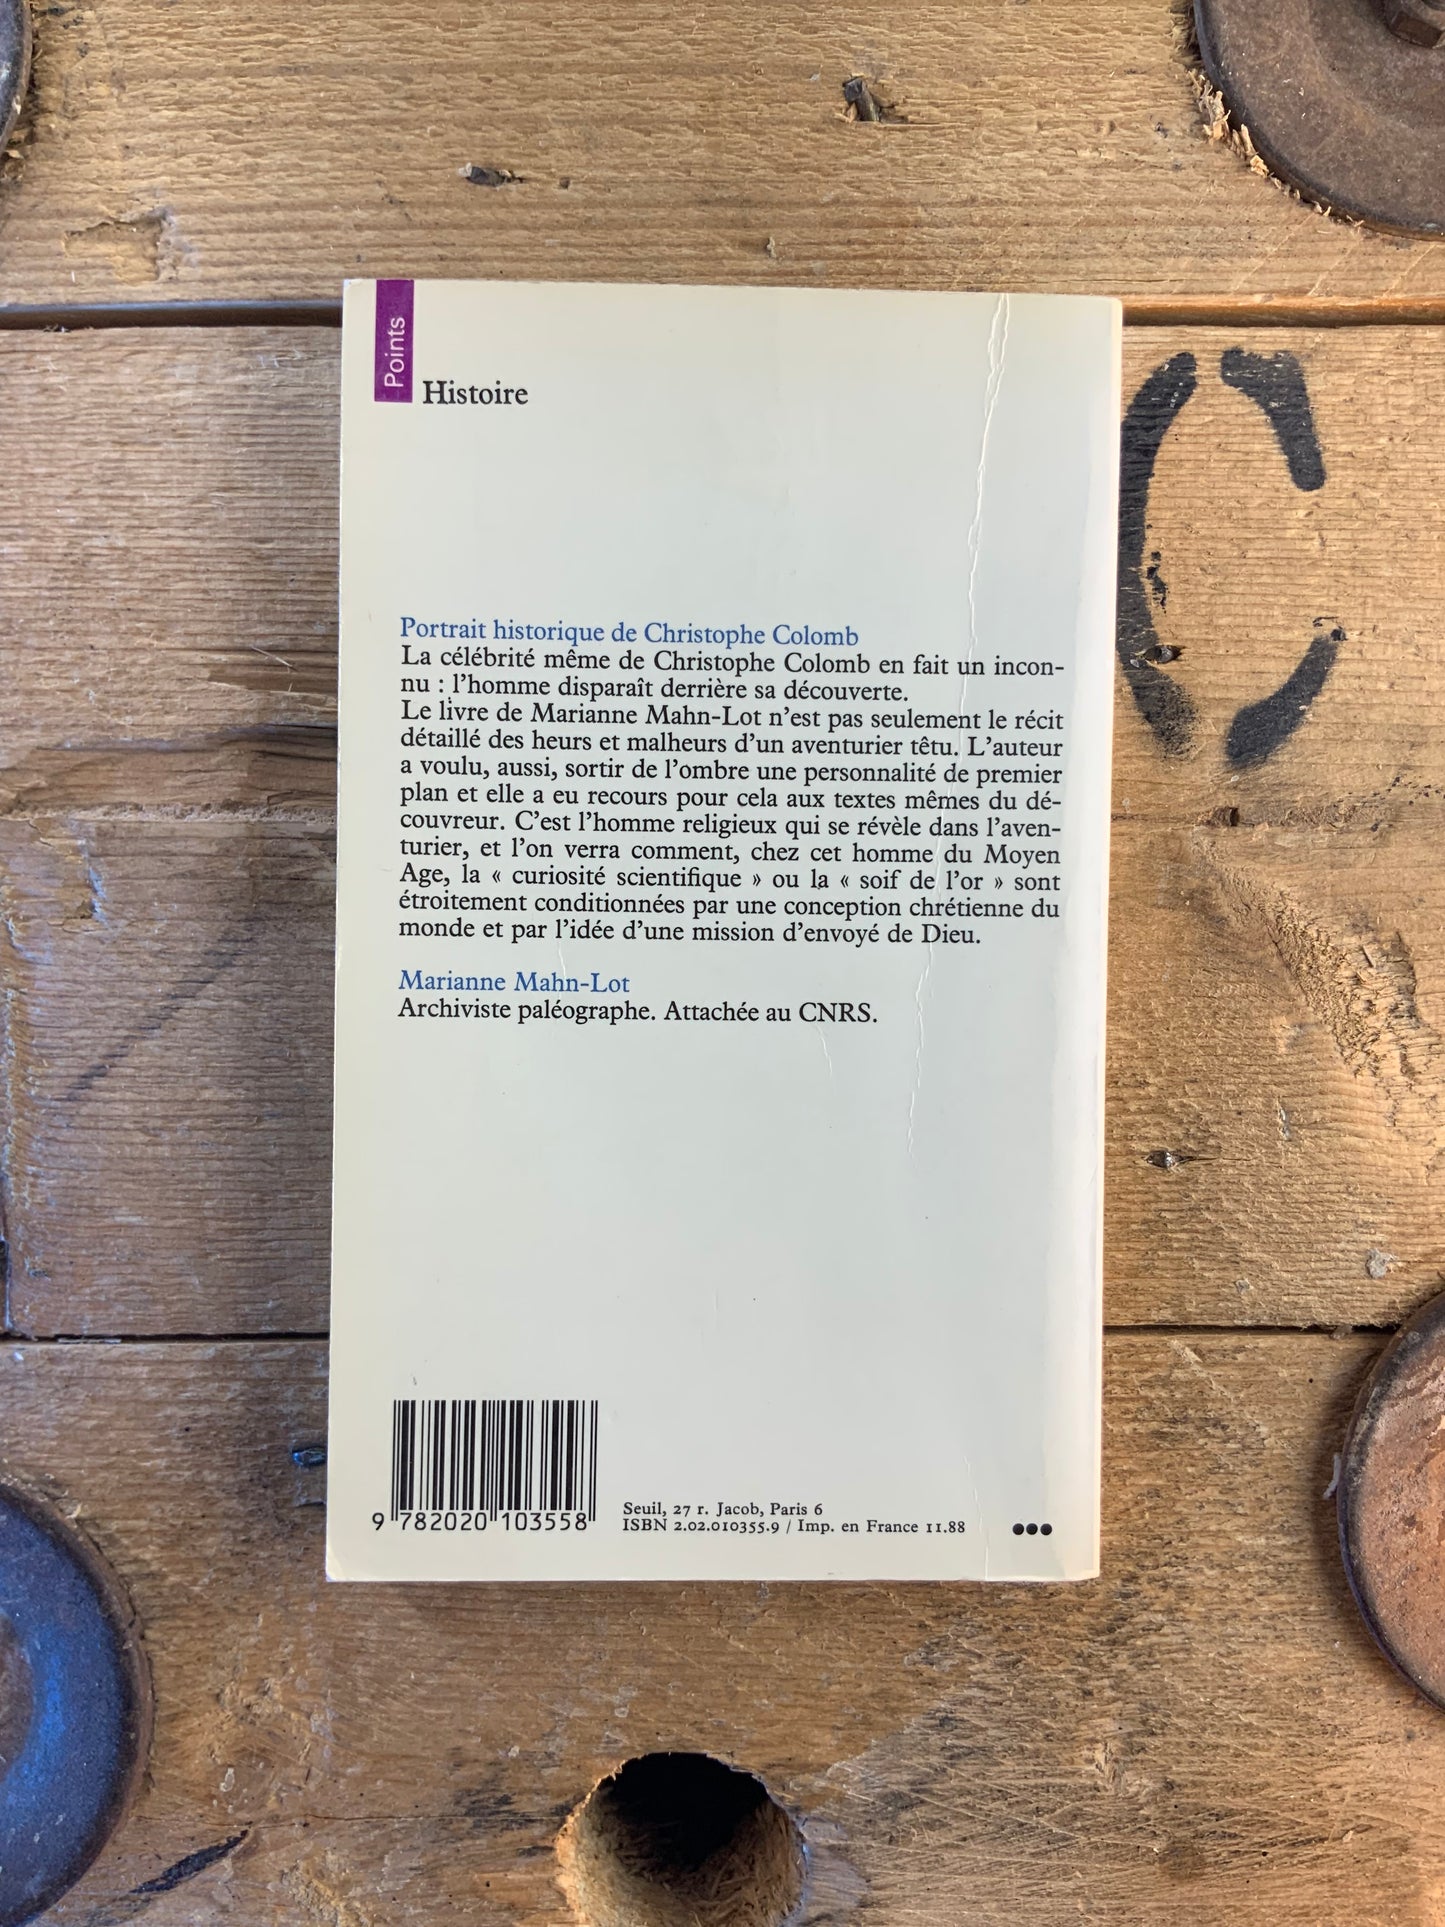 Points
Histoire
Portrait historique de Christophe Colomb
La célébrité même de Christophe Colomb en fait un incon-
nu : l'homme disparaît derrière sa découverte.
Le livre de Marianne Mahn-Lot n'est pas seulement le récit
détaillé des heurs et malheurs d'un aventurier têtu. L'auteur
a voulu, aussi, sortir de l'ombre une personnalité de premier
plan et elle a eu recours pour cela aux textes mêmes du dé-
couvreur. C'est l'homme religieux qui se révèle dans l'aven-
turier, et l'on verra comment, chez cet homme du Moyen
Age, la « curiosité scientifique » ou la « soif de l'or » sont
étroitement conditionnées par une conception chrétienne du
monde et par l'idée d'une mission d'envoyé de Dieu.
Marianne Mahn-Lot
Archiviste paléographe. Attachée au CNRS.
9 782020 103558
Seuil, 27 r. Jacob, Paris 6
ISBN 2.02.010355.9 / Imp. en France 11.88
C